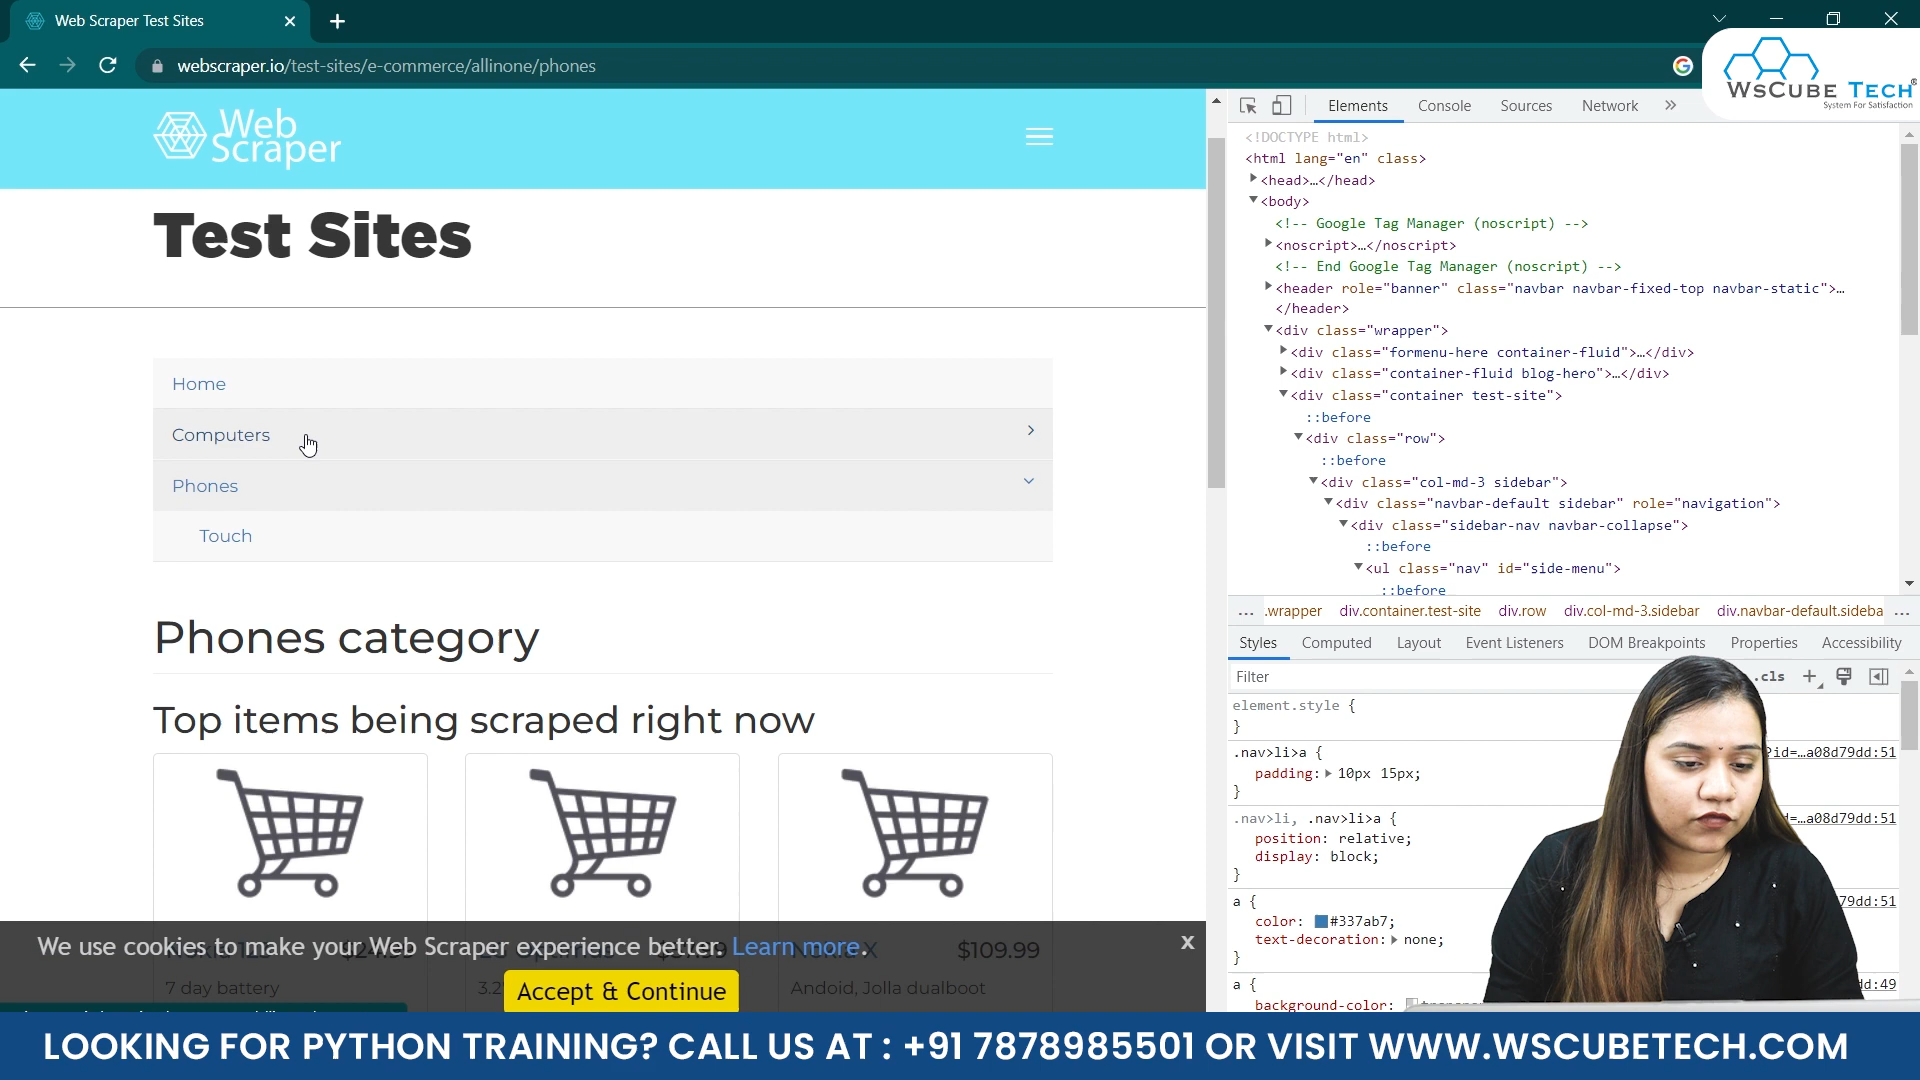 Web Scraper Test Sites
webscraper.io/test-sites/e-commerce/allinone/phones
WSCUBE TECH®
System For Satisfaction
Web
Scraper
Test Sites
Home
Computers
Phones
Touch
Phones category
Top items being scraped right now
$109.99
7 day battery
Andoid, Jolla dualboot
We use cookies to make your Web Scraper experience better. Learn more.
x
Accept & Continue
Elements Console Sources Network »
<!DOCTYPE html>
<html lang="en" class>
<head>…</head>
<body>
<!-- Google Tag Manager (noscript) -->
<noscript>…</noscript>
<!-- End Google Tag Manager (noscript) -->
<header role="banner" class="navbar navbar-fixed-top navbar-static">…
</header>
<div class="wrapper">
<div class="formenu-here container-fluid">…</div>
<div class="container-fluid blog-hero">…</div>
<div class="container test-site">
::before
<div class="row">
::before
<div class="col-md-3 sidebar">
<div class="navbar-default sidebar" role="navigation">
<div class="sidebar-nav navbar-collapse">
::before
<ul class="nav" id="side-menu">
::before
... .wrapper div.container.test-site div.row div.col-md-3.sidebar div.navbar-default.sideba ...
Styles Computed Layout Event Listeners DOM Breakpoints Properties Accessibility
Filter .cls +
element.style {
}
.nav>li>a { ?id=…a08d79dd:51
padding: 10px 15px;
}
.nav>li, .nav>li>a { d=…a08d79dd:51
position: relative;
display: block;
}
a { 79dd:51
color: #337ab7;
text-decoration: none;
}
a { dd:49
background-color:
LOOKING FOR PYTHON TRAINING? CALL US AT : +91 7878985501 OR VISIT WWW.WSCUBETECH.COM